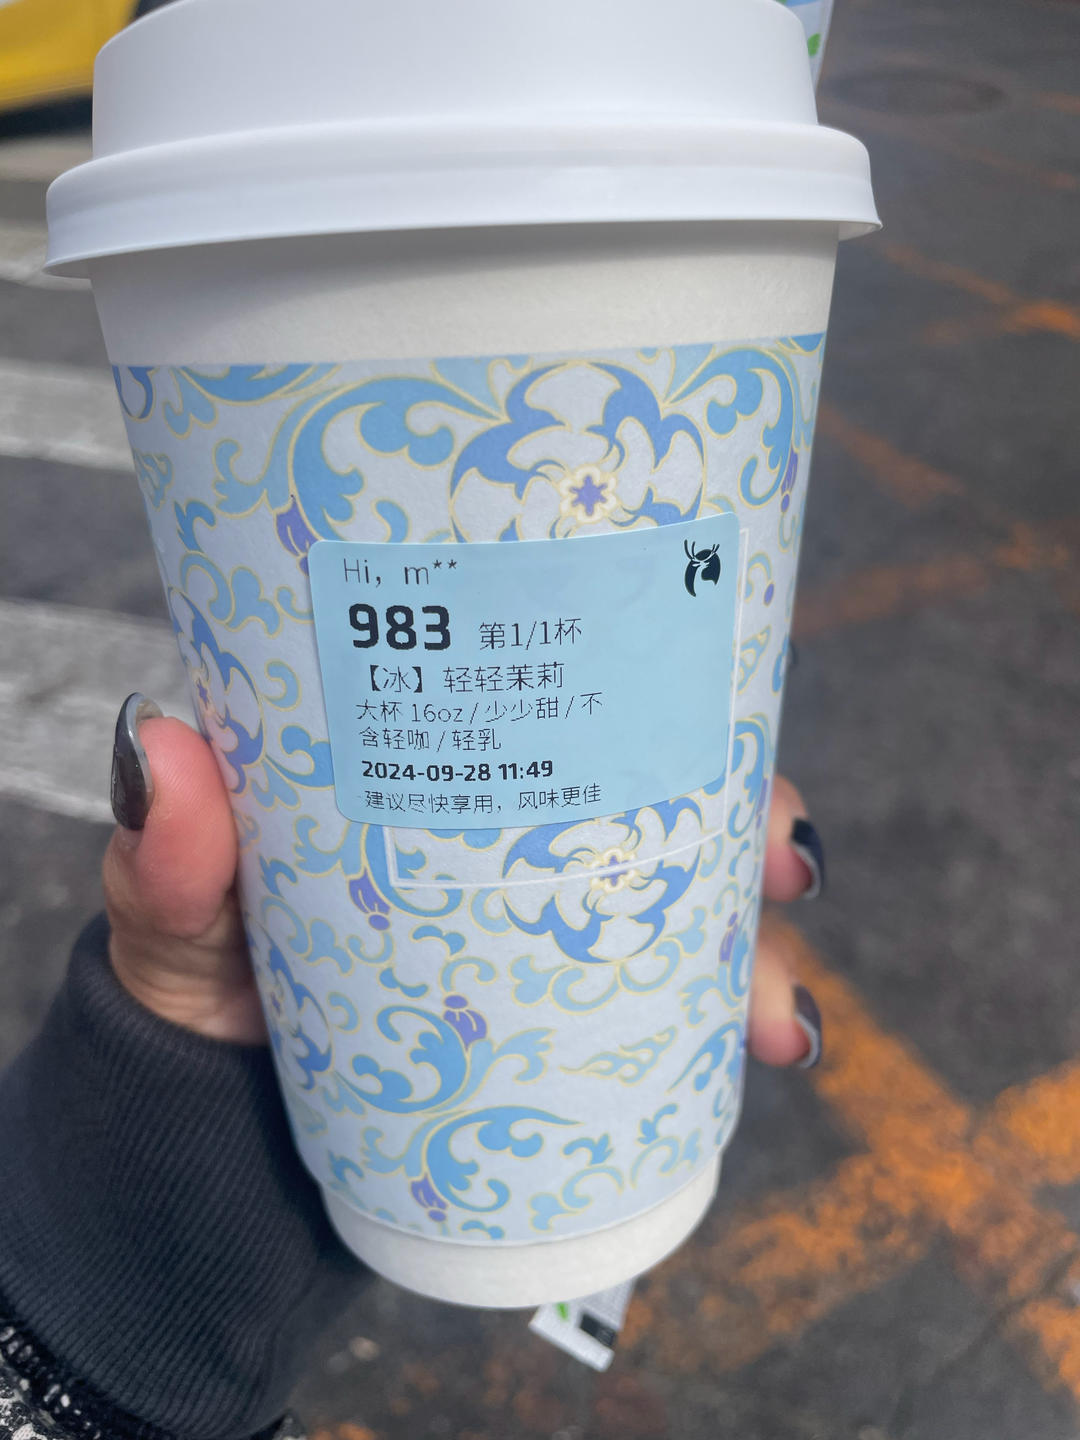 Hi, m**
983 第1/1杯
【冰】轻轻茉莉
大杯 16oz / 少少甜 / 不
含轻咖 / 轻乳
2024-09-28 11:49
建议尽快享用，风味更佳